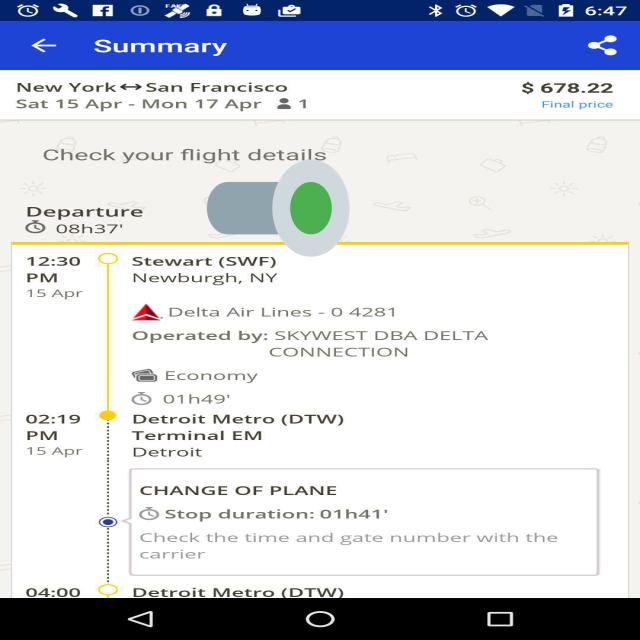 6:47
Summary
New York↔San Francisco
$ 678.22
Sat 15 Apr - Mon 17 Apr 1
Final price
Check your flight details
Departure
08h37'
12:30 PM
15 Apr
Stewart (SWF)
Newburgh, NY
Delta Air Lines - 0 4281
Operated by: SKYWEST DBA DELTA
CONNECTION
Economy
01h49'
02:19 PM
15 Apr
Detroit Metro (DTW)
Terminal EM
Detroit
CHANGE OF PLANE
Stop duration: 01h41'
Check the time and gate number with the
carrier
04:00
Detroit Metro (DTW)